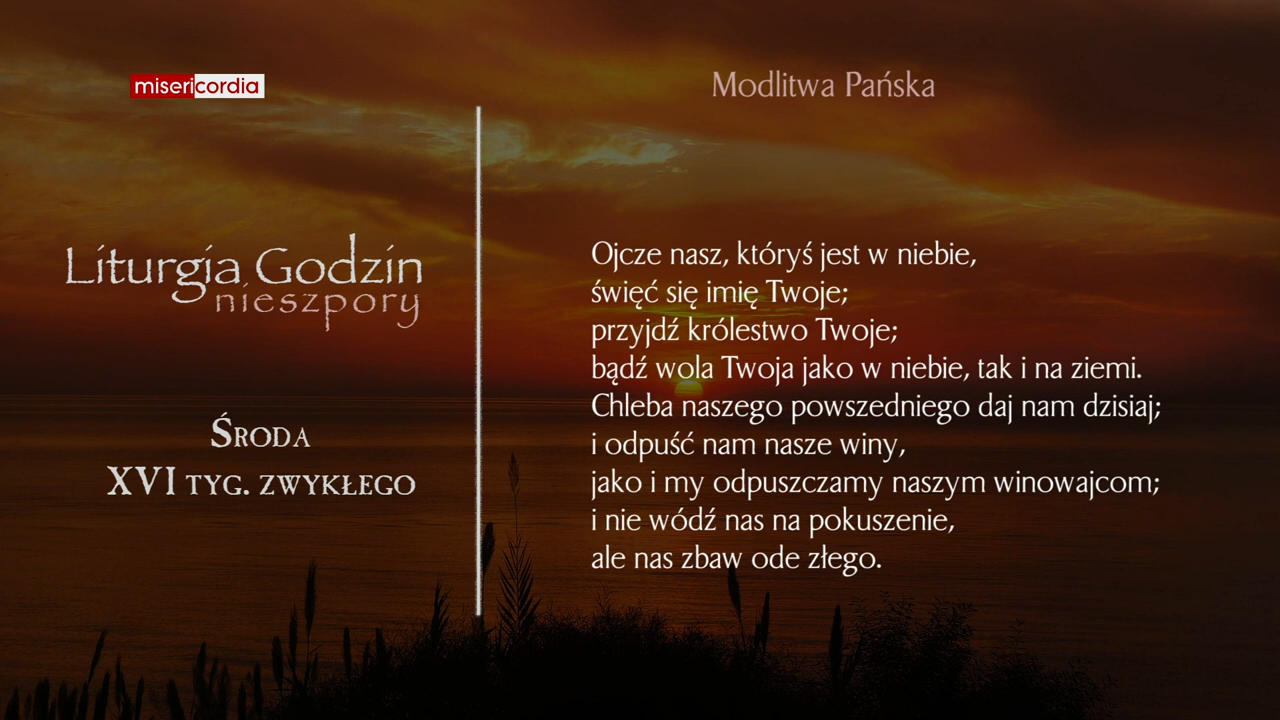 misericordia
Liturgia Godzin
nieszpory
Środa
XVI tyg. zwykłego
Modlitwa Pańska
Ojcze nasz, któryś jest w niebie,
święć się imię Twoje;
przyjdź królestwo Twoje;
bądź wola Twoja jako w niebie, tak i na ziemi.
Chleba naszego powszedniego daj nam dzisiaj;
i odpuść nam nasze winy,
jako i my odpuszczamy naszym winowajcom;
i nie wódź nas na pokuszenie,
ale nas zbaw ode złego.